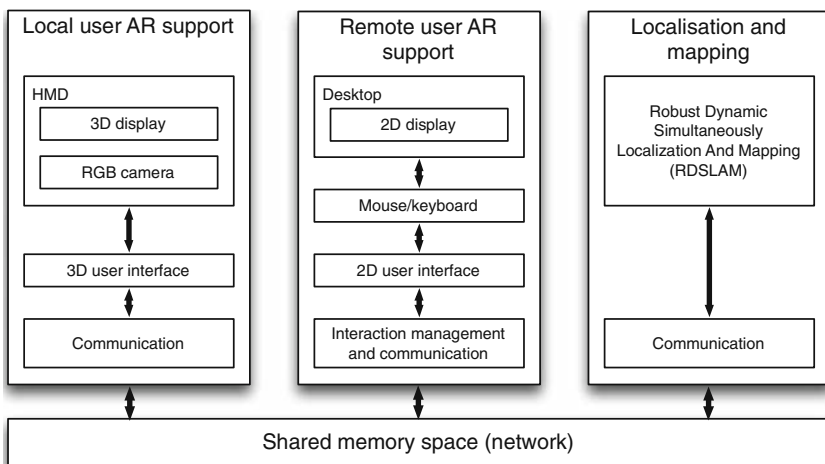 Local user AR support
HMD
3D display
RGB camera
3D user interface
Communication
Remote user AR
support
Desktop
2D display
Mouse/keyboard
2D user interface
Interaction management
and communication
Localisation and
mapping
Robust Dynamic
Simultaneously
Localization And Mapping
(RDSLAM)
Communication
Shared memory space (network)